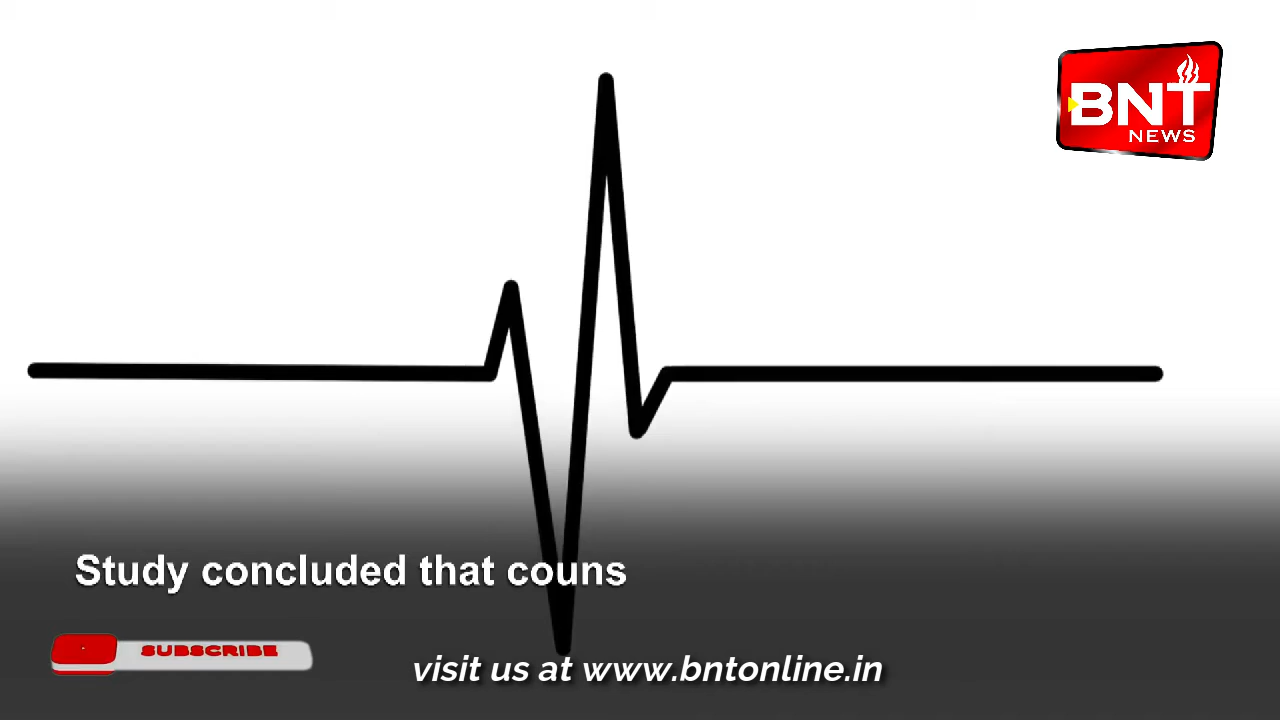 BNT
NEWS
Study concluded that couns
SUBSCRIBE
visit us at www.bntonline.in